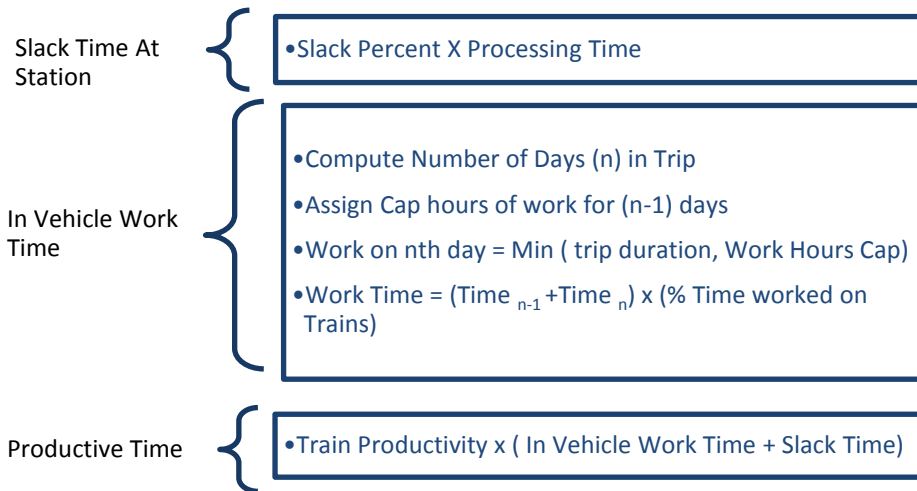 Slack Time At
Station
•Slack Percent X Processing Time
In Vehicle Work
Time
•Compute Number of Days (n) in Trip
•Assign Cap hours of work for (n-1) days
•Work on nth day = Min ( trip duration, Work Hours Cap)
•Work Time = (Time n-1 +Time n) x (% Time worked on
Trains)
Productive Time
•Train Productivity x ( In Vehicle Work Time + Slack Time)